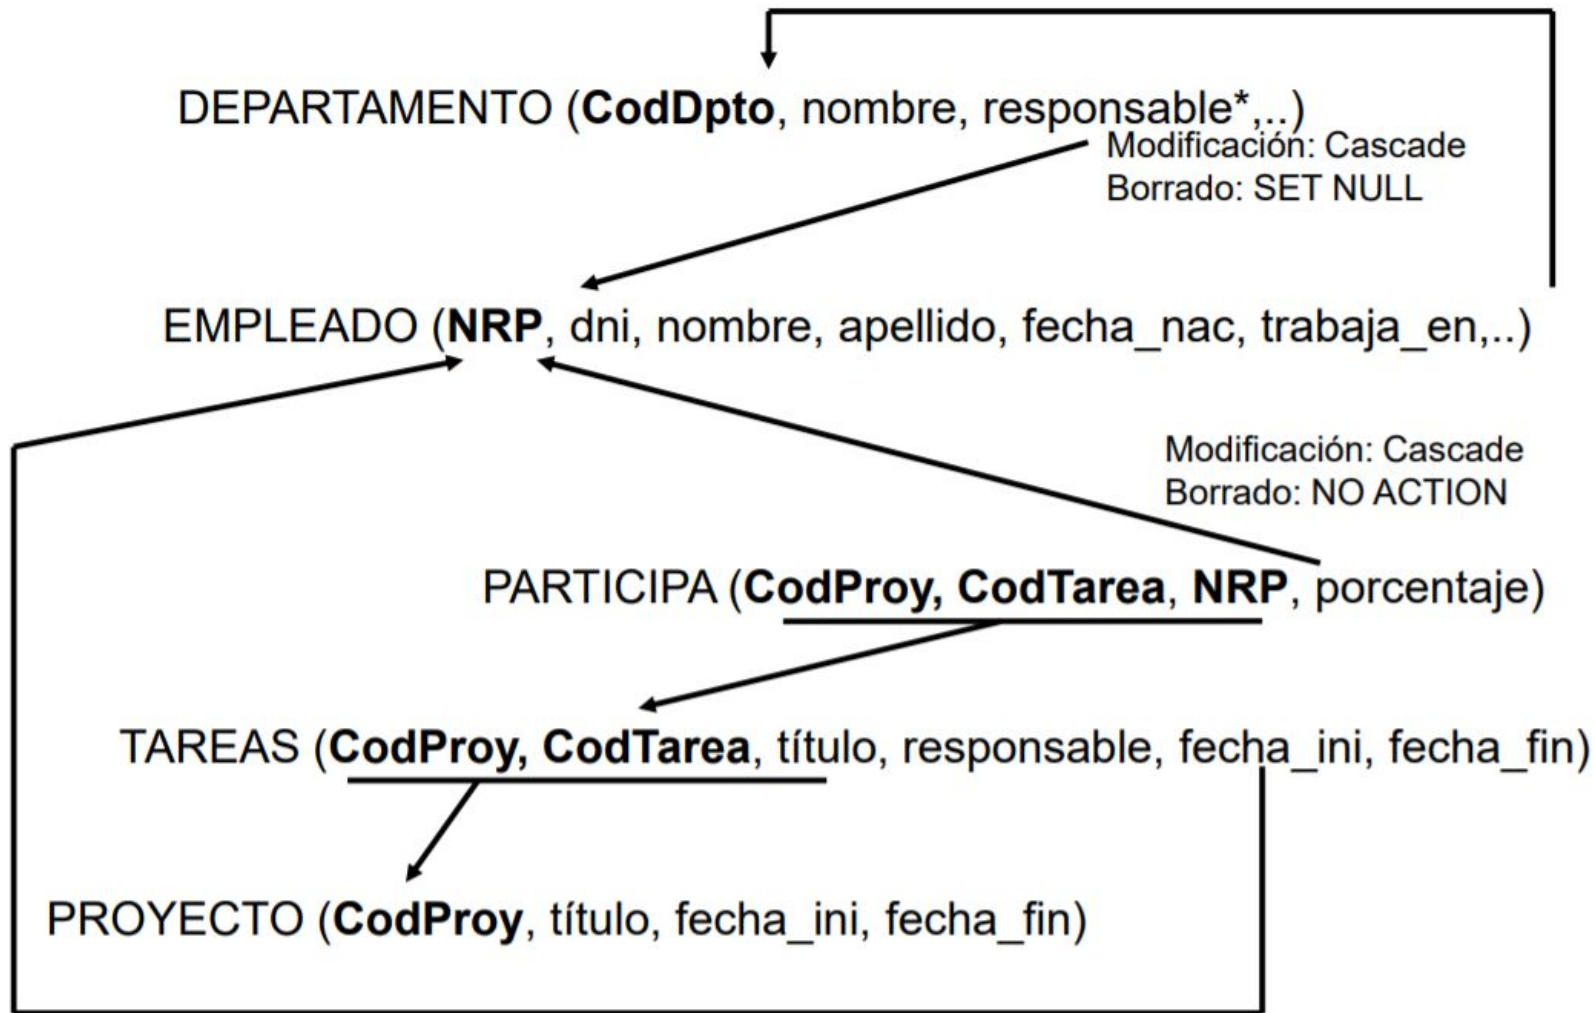 DEPARTAMENTO (CodDpto, nombre, responsable*,..)
Modificación: Cascade
Borrado: SET NULL
EMPLEADO (NRP, dni, nombre, apellido, fecha_nac, trabaja_en,..)
Modificación: Cascade
Borrado: NO ACTION
PARTICIPA (CodProy, CodTarea, NRP, porcentaje)
TAREAS (CodProy, CodTarea, título, responsable, fecha_ini, fecha_fin)
PROYECTO (CodProy, título, fecha_ini, fecha_fin)